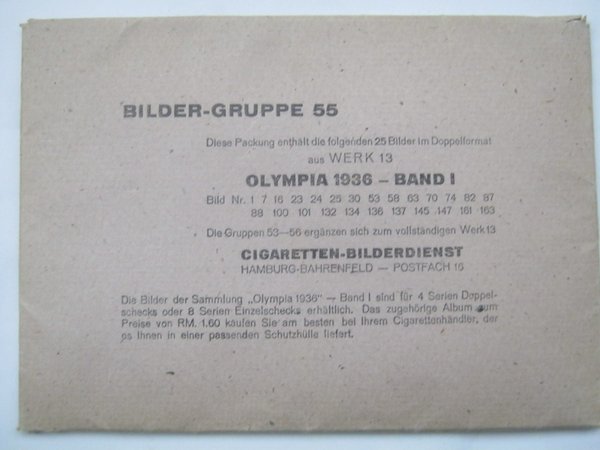 BILDER-GRUPPE 55
Diese Packung enthält die folgenden 25 Bilder im Doppelformat
aus WERK 13
OLYMPIA 1936 – BAND I
Bild Nr. 1 7 16 23 24 25 30 53 58 63 70 74 82 87
88 100 101 132 134 136 137 145 147 161 163
Die Gruppen 53—56 ergänzen sich zum vollständigen Werk 13
CIGARETTEN-BILDERDIENST
HAMBURG-BAHRENFELD — POSTFACH 16
Die Bilder der Sammlung „Olympia 1936" – Band I sind für 4 Serien Doppel-
schecks oder 8 Serien Einzelschecks erhältlich. Das zugehörige Album zum
Preise von RM. 1.60 kaufen Sie am besten bei Ihrem Cigarettenhändler, der
es Ihnen in einer passenden Schutzhülle liefert.